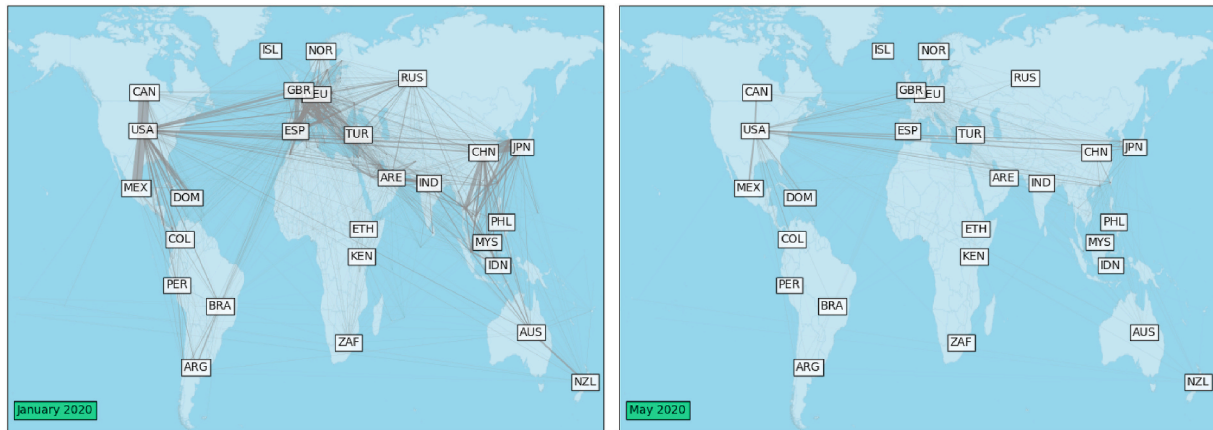 ISL
NOR
RUS
CAN
GBR
EU
USA
ESP
TUR
CHN
JPN
MEX
DOM
ARE
IND
COL
ETH
PHL
MYS
KEN
IDN
PER
BRA
AUS
ZAF
ARG
NZL
January 2020
ISL
NOR
RUS
CAN
GBR
EU
USA
ESP
TUR
CHN
JPN
MEX
DOM
ARE
IND
COL
ETH
PHL
MYS
KEN
IDN
PER
BRA
AUS
ZAF
ARG
NZL
May 2020